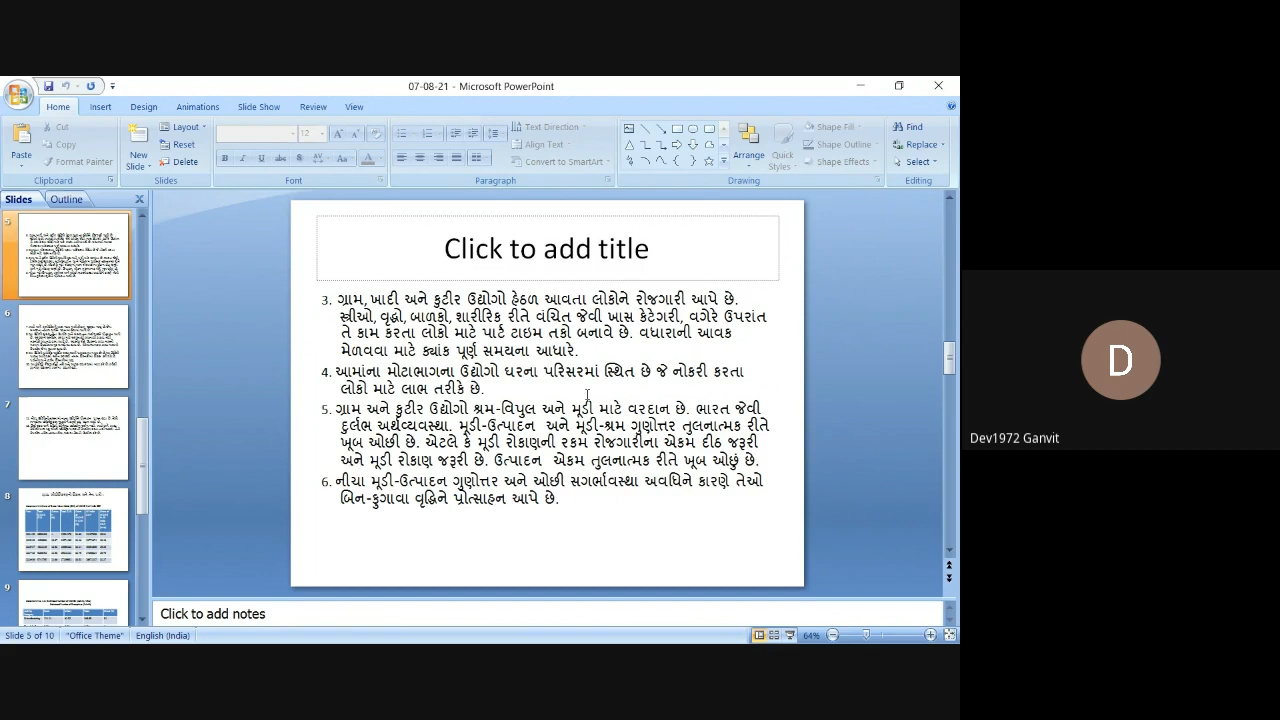 07-08-21 - Microsoft PowerPoint
Home Insert Design Animations Slide Show Review View
Cut
Copy
Format Painter
Paste
Clipboard
New
Slide
Layout
Reset
Delete
Slides
12
Font
Text Direction
Align Text
Convert to SmartArt
Paragraph
Arrange
Quick
Styles
Shape Fill
Shape Outline
Shape Effects
Drawing
Find
Replace
Select
Editing
Slides Outline
5
6
7
8
9
Click to add title
3. ગ્રામ, ખાદી અને કુટીર ઉદ્યોગો હેઠળ આવતા લોકોને રોજગારી આપે છે.
સ્ત્રીઓ, વૃદ્ધો, બાળકો, શારીરિક રીતે વંચિત જેવી ખાસ કેટેગરી, વગેરે ઉપરાંત
તે કામ કરતા લોકો માટે પાર્ટ ટાઇમ તકો બનાવે છે. વધારાની આવક
મેળવવા માટે ક્યાંક પૂર્ણ સમયના આધારે.
4. આમાંના મોટાભાગના ઉદ્યોગો ઘરના પરિસરમાં સ્થિત છે જે નોકરી કરતા
લોકો માટે લાભ તરીકે છે.
5. ગ્રામ અને કુટીર ઉદ્યોગો શ્રમ-વિપુલ અને મૂડી માટે વરદાન છે. ભારત જેવી
દુર્લભ અર્થવ્યવસ્થા. મૂડી-ઉત્પાદન અને મૂડી-શ્રમ ગુણોત્તર તુલનાત્મક રીતે
ખૂબ ઓછી છે. એટલે કે મૂડી રોકાણની રકમ રોજગારીના એકમ દીઠ જરૂરી
અને મૂડી રોકાણ જરૂરી છે. ઉત્પાદન એકમ તુલનાત્મક રીતે ખૂબ ઓછું છે.
6. નીચા મૂડી-ઉત્પાદન ગુણોત્તર અને ઓછી સગર્ભાવસ્થા અવધિને કારણે તેઓ
બિન-ફુગાવા વૃદ્ધિને પ્રોત્સાહન આપે છે.
Click to add notes
Slide 5 of 10 "Office Theme" English (India) 64%
D
Dev1972 Ganvit